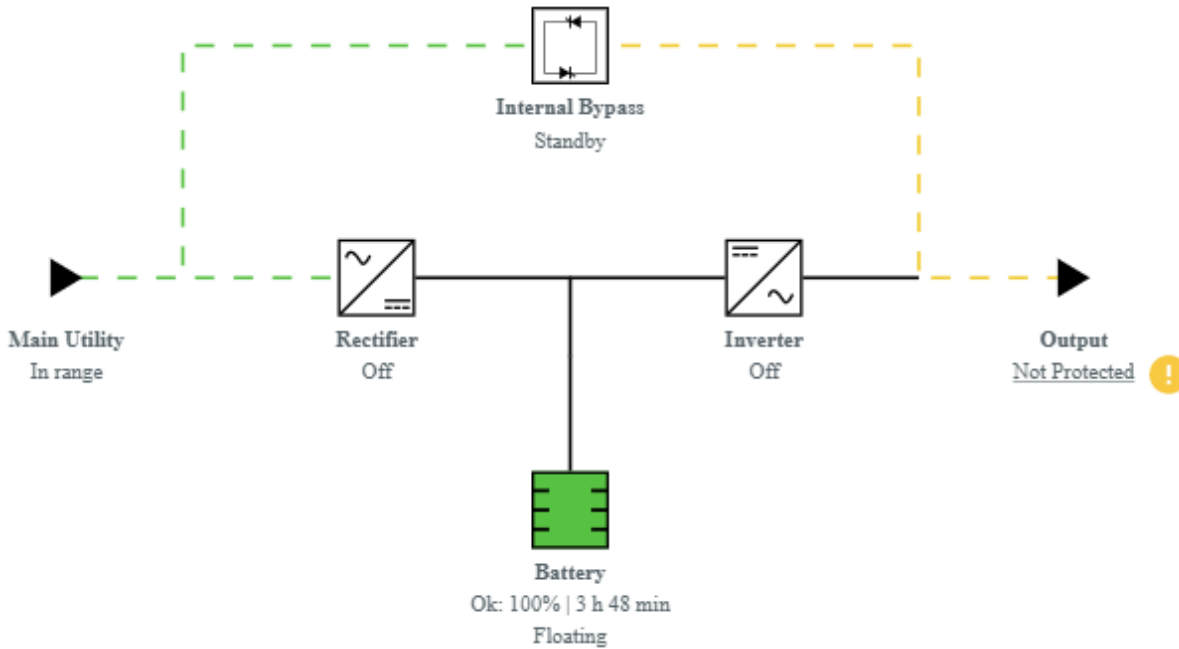 Internal Bypass
Standby
Main Utility
In range
Rectifier
Off
Inverter
Off
Output
Not Protected
!
Battery
Ok: 100% | 3 h 48 min
Floating